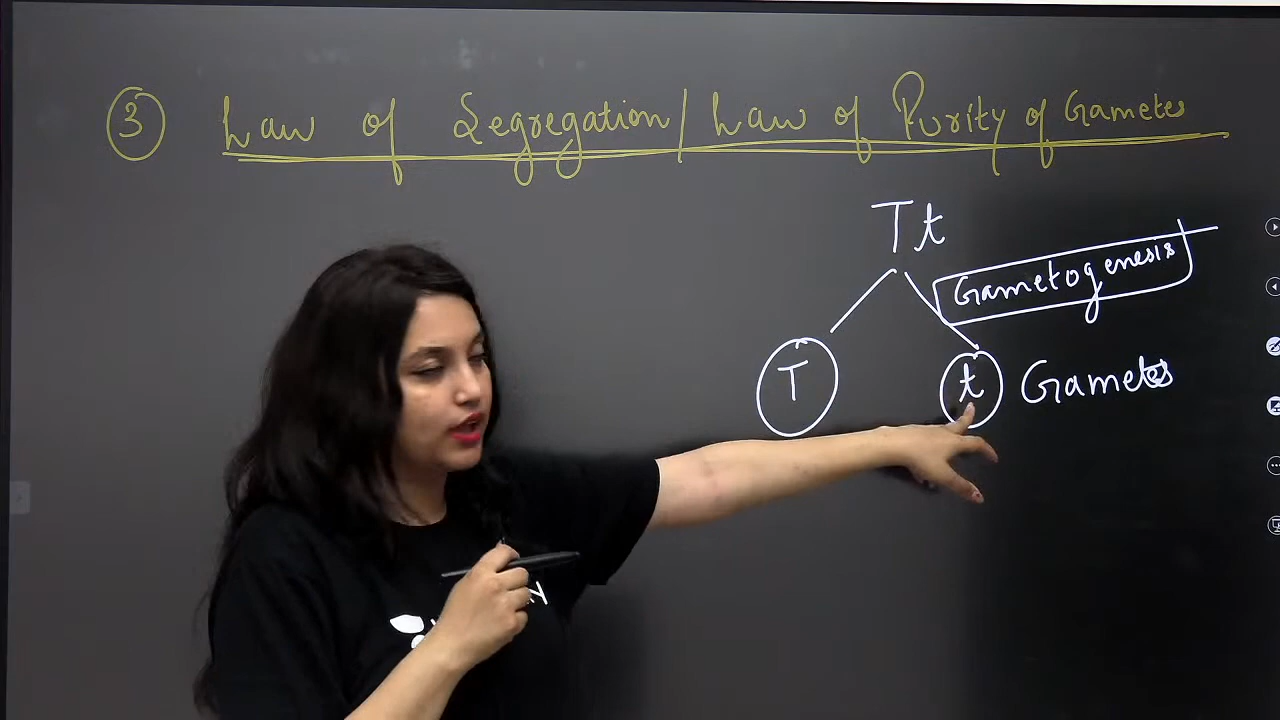 3 Law of Segregation/Law of Purity of Gametes
Tt
Gametogenesis
T t Gametes